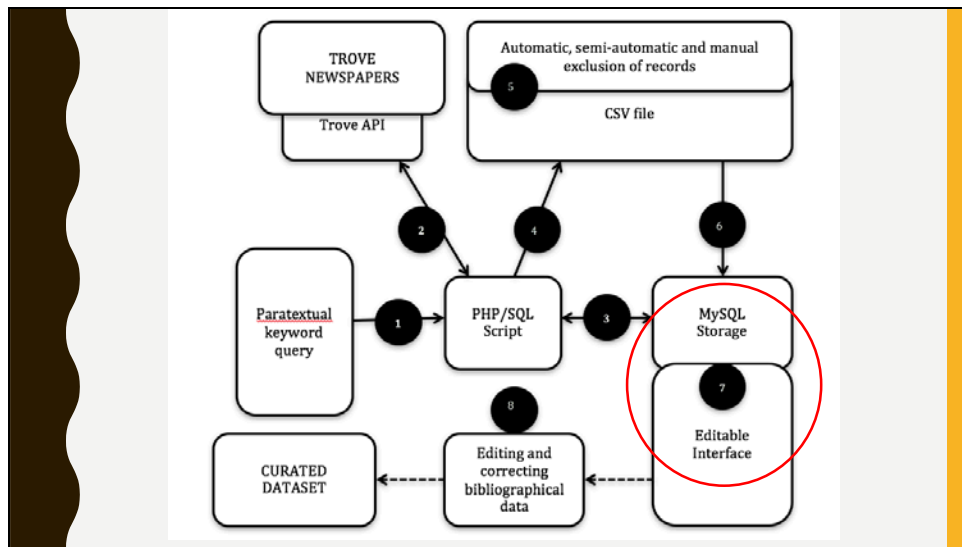 TROVE
NEWSPAPERS
Trove API
Automatic, semi-automatic and manual
exclusion of records
5
CSV file
2
4
6
Paratextual
keyword
query
1
PHP/SQL
Script
3
MySQL
Storage
7
Editable
Interface
8
Editing and
correcting
bibliographical
data
CURATED
DATASET